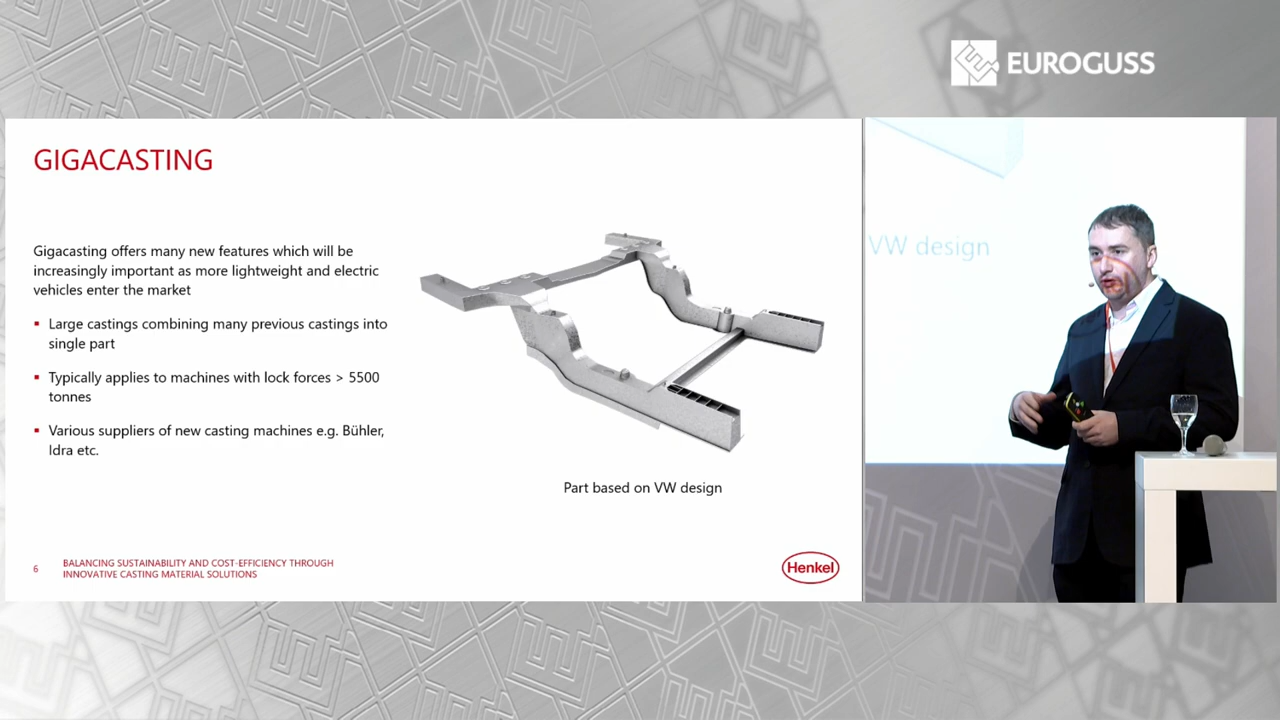 EUROGUSS
GIGACASTING
Gigacasting offers many new features which will be
increasingly important as more lightweight and electric
vehicles enter the market
▪ Large castings combining many previous castings into
single part
▪ Typically applies to machines with lock forces > 5500
tonnes
▪ Various suppliers of new casting machines e.g. Bühler,
Idra etc.
Part based on VW design
6
BALANCING SUSTAINABILITY AND COST-EFFICIENCY THROUGH
INNOVATIVE CASTING MATERIAL SOLUTIONS
Henkel
VW design